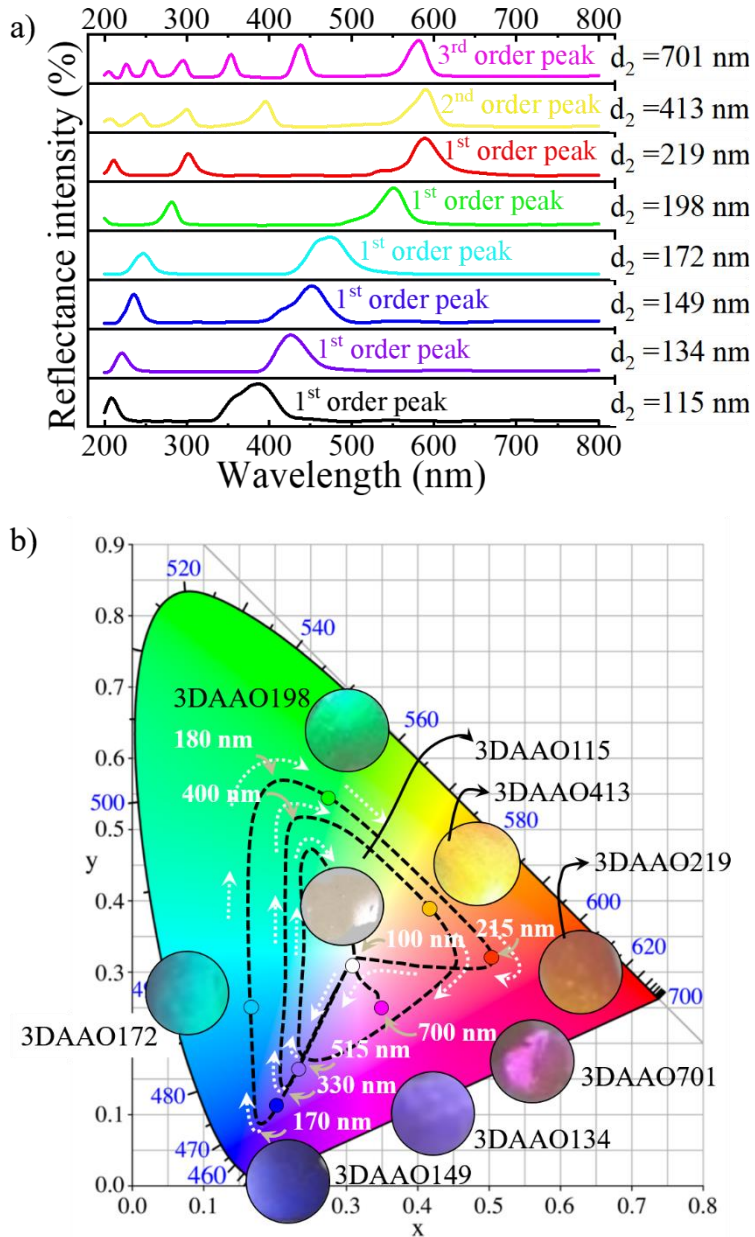 a)
200 300 400 500 600 700 800
Reflectance intensity (%)
3rd order peak
d2 =701 nm
2nd order peak
d2 =413 nm
1st order peak
d2 =219 nm
1st order peak
d2 =198 nm
1st order peak
d2 =172 nm
1st order peak
d2 =149 nm
1st order peak
d2 =134 nm
1st order peak
d2 =115 nm
200 300 400 500 600 700 800
Wavelength (nm)
b)
0.9
520
0.8
540
0.7
3DAAO198
560
180 nm
3DAAO115
0.6
400 nm
3DAAO413
500
580
0.5
y
3DAAO219
0.4
600
215 nm
100 nm
620
0.3
700
3DAAO172
700 nm
515 nm
3DAAO701
480
330 nm
0.1
170 nm
3DAAO134
470
460
3DAAO149
0.0
0.0 0.1 0.3 0.4 0.5 0.6 0.7 0.8
x